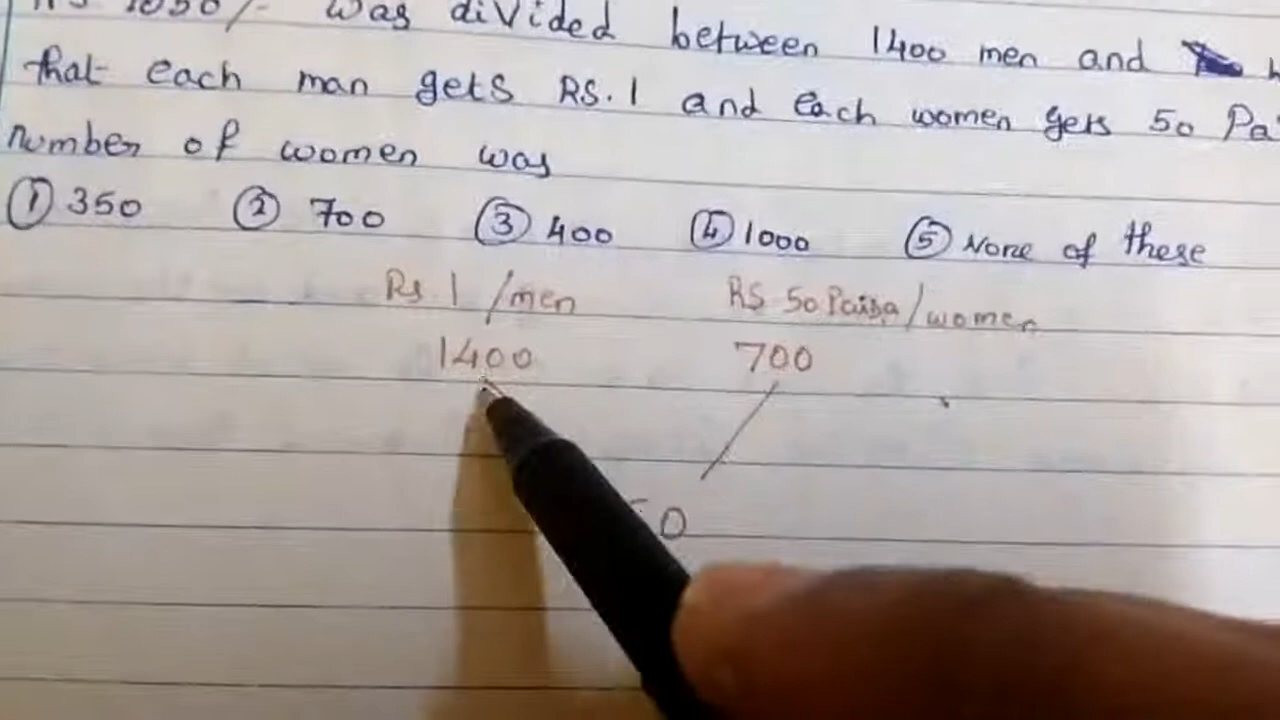 was divided between 1400 men and
that each man gets RS. 1 and each women gets 50
number of women was
① 350 ② 700 ③ 400 ④ 1000 ⑤ None of these
Rs. 1 /men RS 50 Paisa/women
1400 700